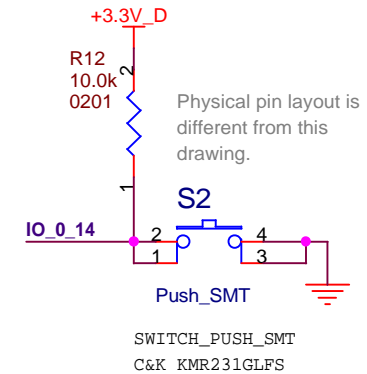 +3.3V_D
R12
10.0k
0201
2
1
Physical pin layout is
different from this
drawing.
S2
IO_0_14
2 4
1 3
Push_SMT
SWITCH_PUSH_SMT
C&K KMR231GLFS